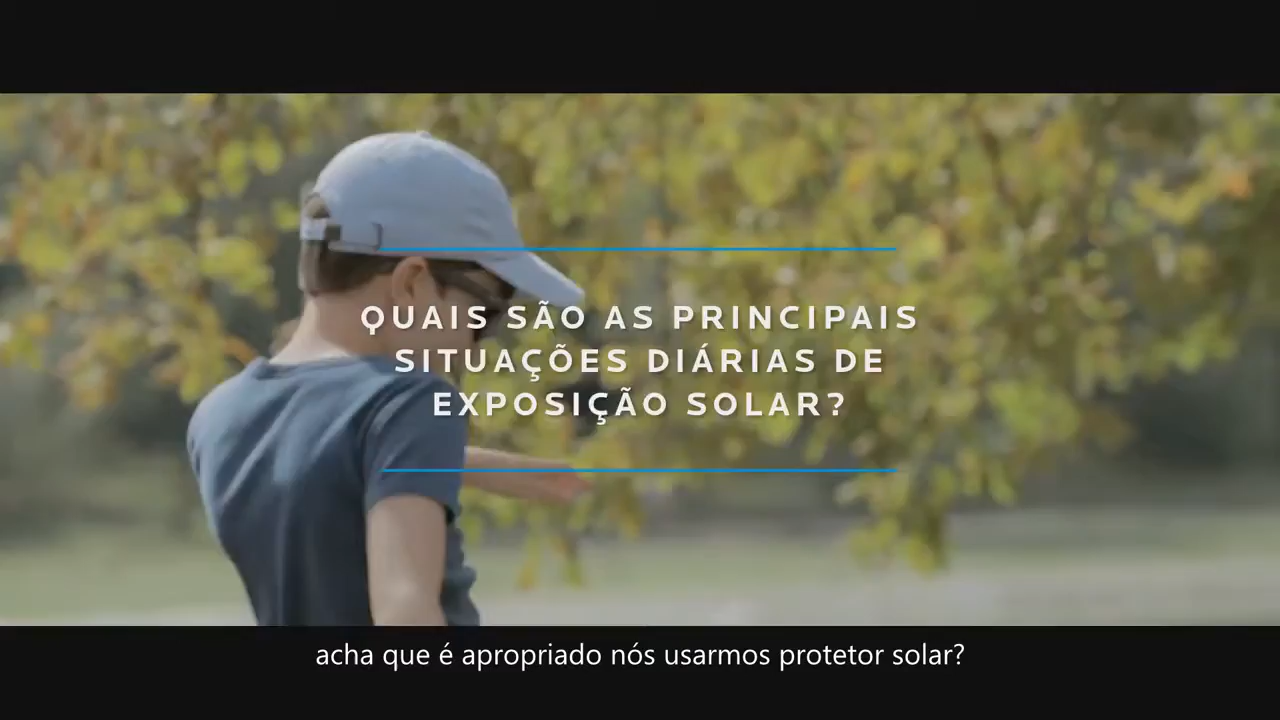 QUAIS SÃO AS PRINCIPAIS
SITUAÇÕES DIÁRIAS DE
EXPOSIÇÃO SOLAR?
acha que é apropriado nós usarmos protetor solar?